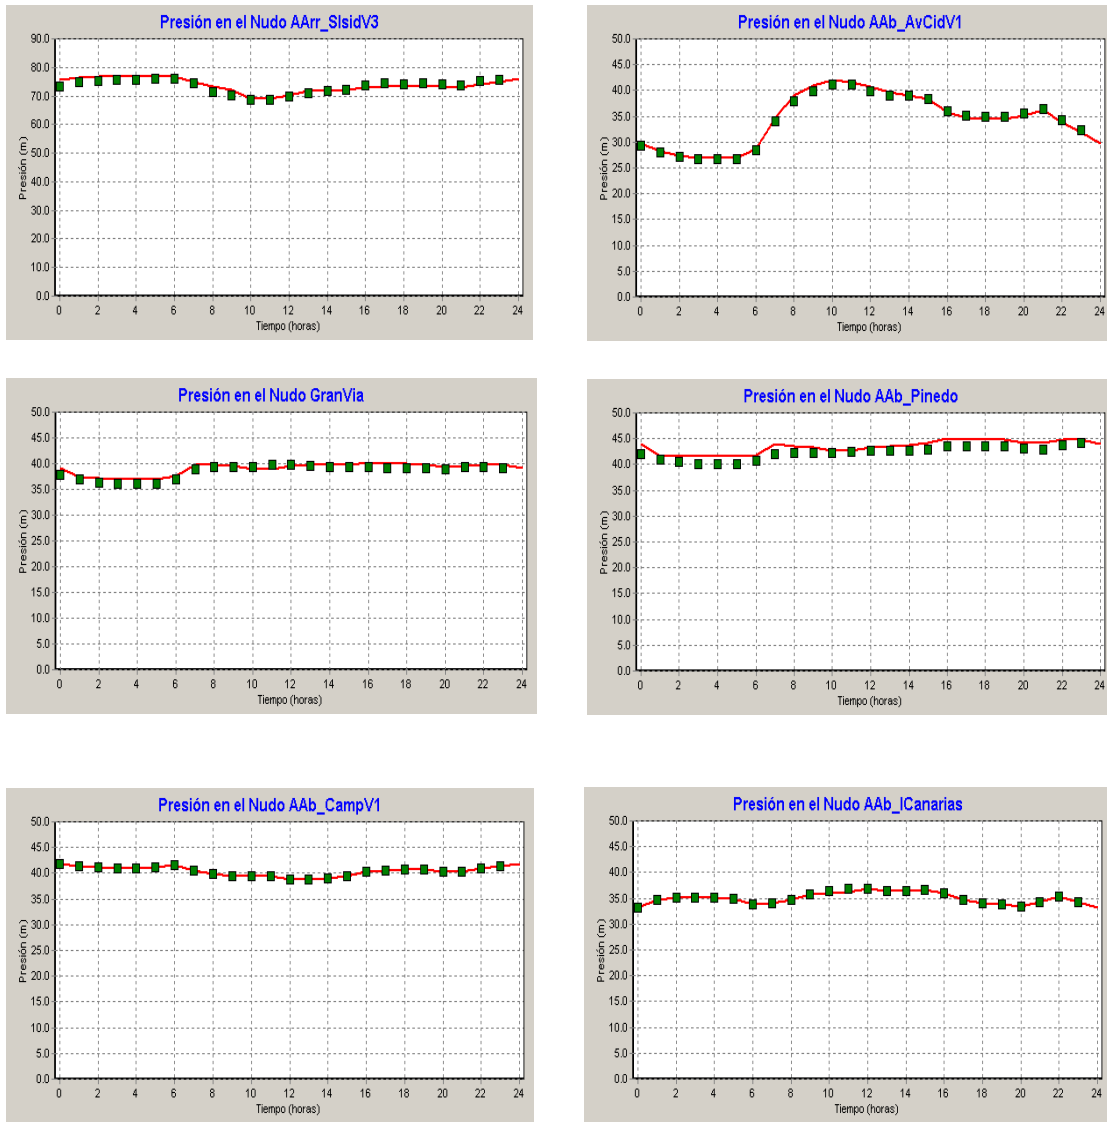 Presión en el Nudo AArr_SIsidV3
Presión (m)
90.0
80.0
70.0
60.0
50.0
40.0
30.0
20.0
10.0
0.0
0 2 4 6 8 10 12 14 16 18 20 22 24
Tiempo (horas)
Presión en el Nudo AAb_AvCidV1
Presión (m)
50.0
45.0
40.0
35.0
30.0
25.0
20.0
15.0
10.0
5.0
0.0
0 2 4 6 8 10 12 14 16 18 20 22 24
Tiempo (horas)
Presión en el Nudo GranVia
Presión (m)
50.0
45.0
40.0
35.0
30.0
25.0
20.0
15.0
10.0
5.0
0.0
0 2 4 6 8 10 12 14 16 18 20 22 24
Tiempo (horas)
Presión en el Nudo AAb_Pinedo
Presión (m)
50.0
45.0
40.0
35.0
30.0
25.0
20.0
15.0
10.0
5.0
0.0
0 2 4 6 8 10 12 14 16 18 20 22 24
Tiempo (horas)
Presión en el Nudo AAb_CampV1
Presión (m)
50.0
45.0
40.0
35.0
30.0
25.0
20.0
15.0
10.0
5.0
0.0
0 2 4 6 8 10 12 14 16 18 20 22 24
Tiempo (horas)
Presión en el Nudo AAb_ICanarias
Presión (m)
50.0
45.0
40.0
35.0
30.0
25.0
20.0
15.0
10.0
5.0
0.0
0 2 4 6 8 10 12 14 16 18 20 22 24
Tiempo (horas)